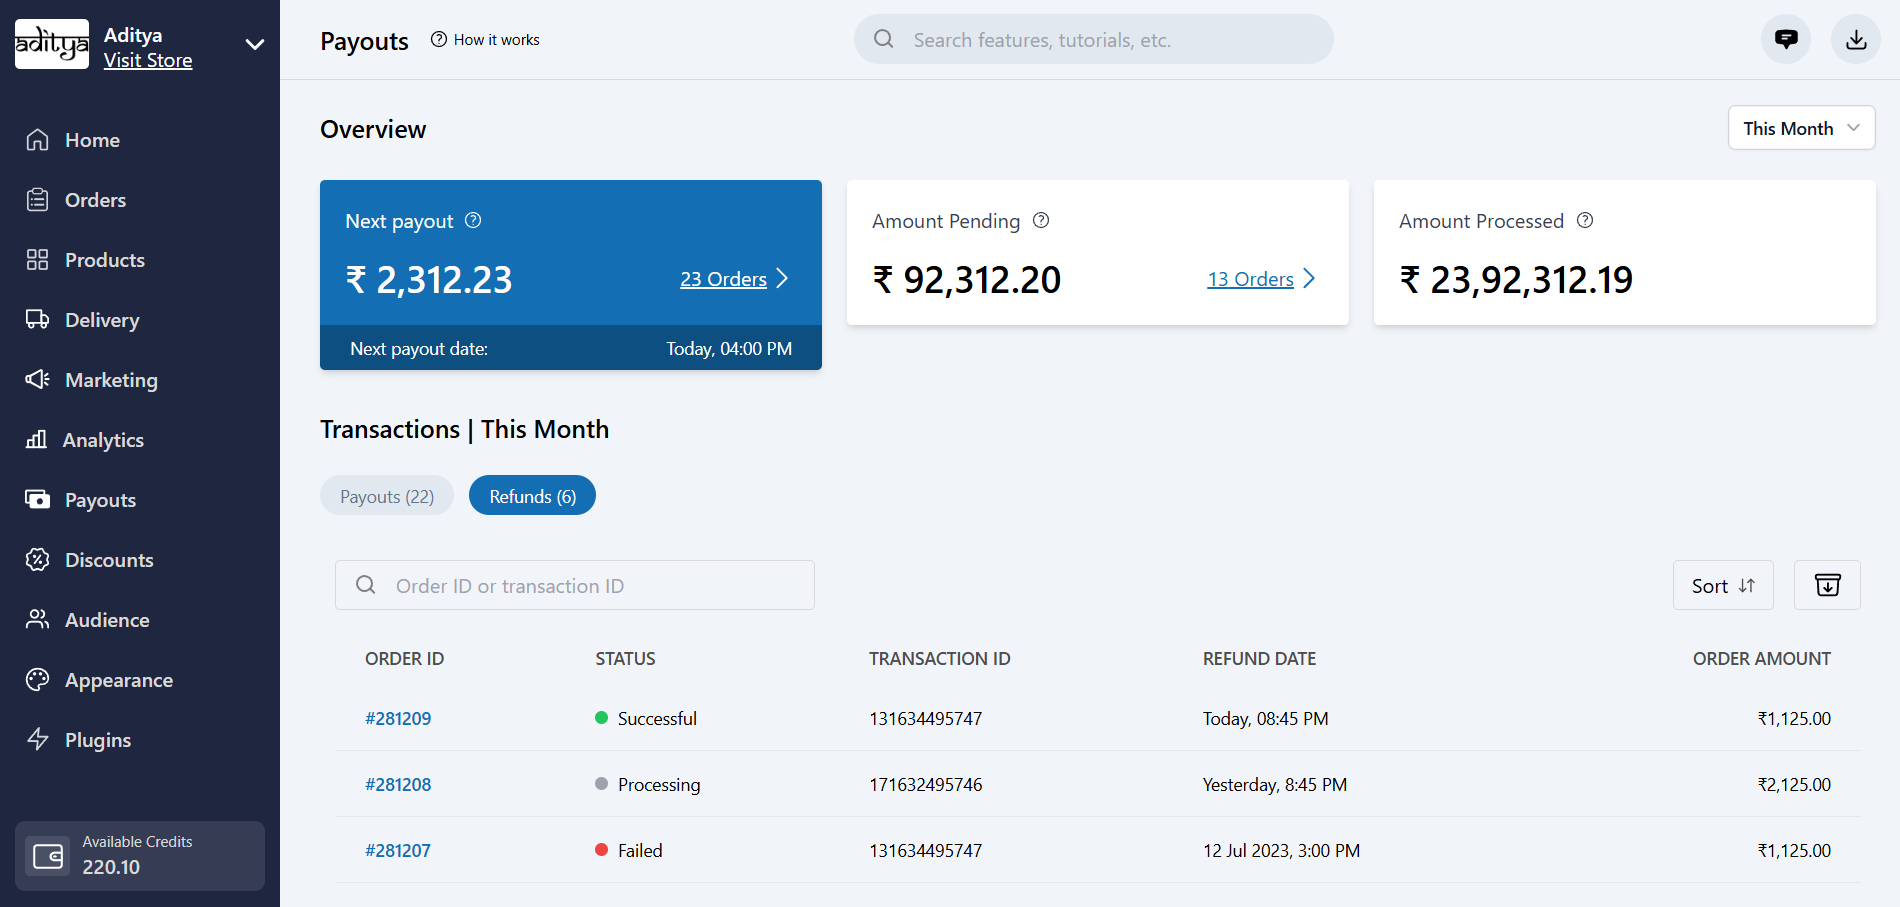 aditya
Aditya
Visit Store
Home
Orders
Products
Delivery
Marketing
Analytics
Payouts
Discounts
Audience
Appearance
Plugins
Available Credits
220.10
Payouts How it works
Search features, tutorials, etc.
Overview
This Month
Next payout
₹ 2,312.23 23 Orders
Next payout date: Today, 04:00 PM
Amount Pending
₹ 92,312.20 13 Orders
Amount Processed
₹ 23,92,312.19
Transactions | This Month
Payouts (22) Refunds (6)
Order ID or transaction ID
Sort
ORDER ID STATUS TRANSACTION ID REFUND DATE ORDER AMOUNT
#281209 Successful 131634495747 Today, 08:45 PM ₹1,125.00
#281208 Processing 171632495746 Yesterday, 8:45 PM ₹2,125.00
#281207 Failed 131634495747 12 Jul 2023, 3:00 PM ₹1,125.00